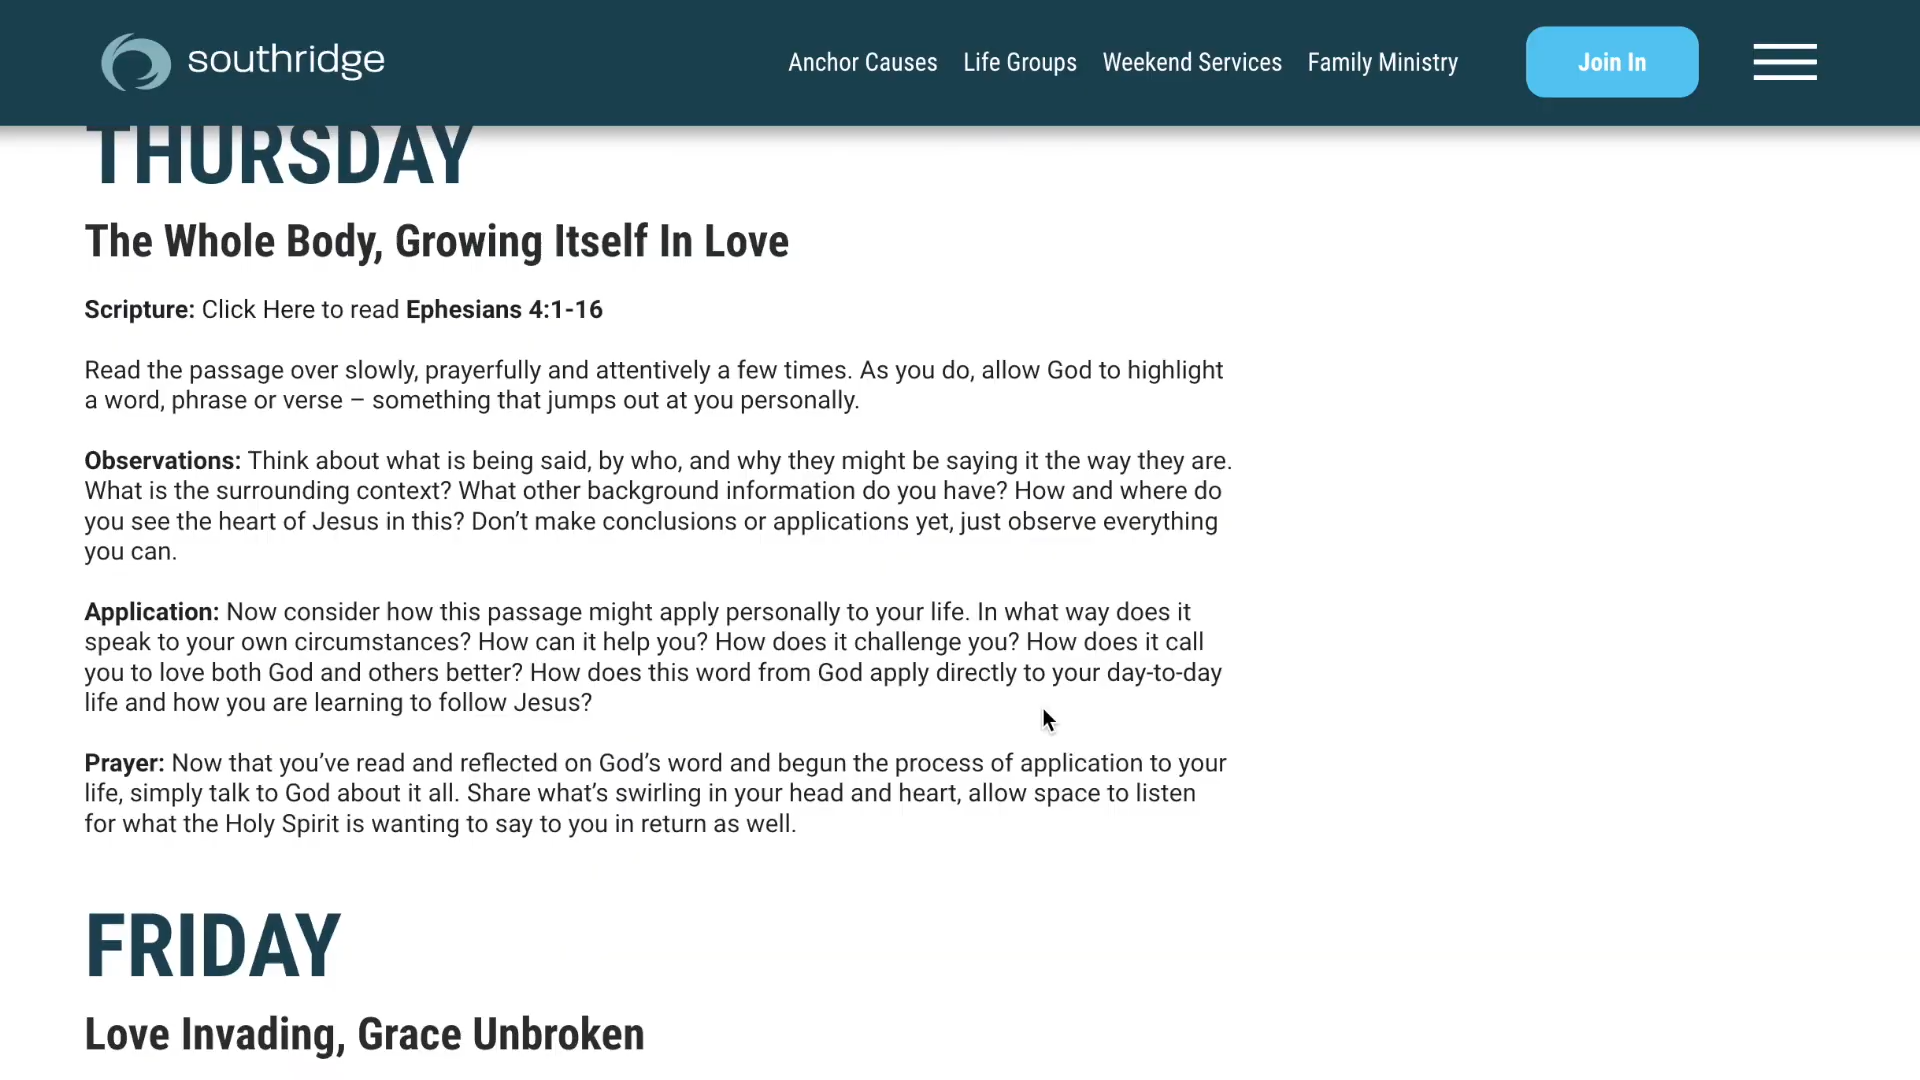 southridge
Anchor Causes Life Groups Weekend Services Family Ministry Join In
THURSDAY
The Whole Body, Growing Itself In Love
Scripture: Click Here to read Ephesians 4:1-16
Read the passage over slowly, prayerfully and attentively a few times. As you do, allow God to highlight
a word, phrase or verse – something that jumps out at you personally.
Observations: Think about what is being said, by who, and why they might be saying it the way they are.
What is the surrounding context? What other background information do you have? How and where do
you see the heart of Jesus in this? Don’t make conclusions or applications yet, just observe everything
you can.
Application: Now consider how this passage might apply personally to your life. In what way does it
speak to your own circumstances? How can it help you? How does it challenge you? How does it call
you to love both God and others better? How does this word from God apply directly to your day-to-day
life and how you are learning to follow Jesus?
Prayer: Now that you’ve read and reflected on God’s word and begun the process of application to your
life, simply talk to God about it all. Share what’s swirling in your head and heart, allow space to listen
for what the Holy Spirit is wanting to say to you in return as well.
FRIDAY
Love Invading, Grace Unbroken